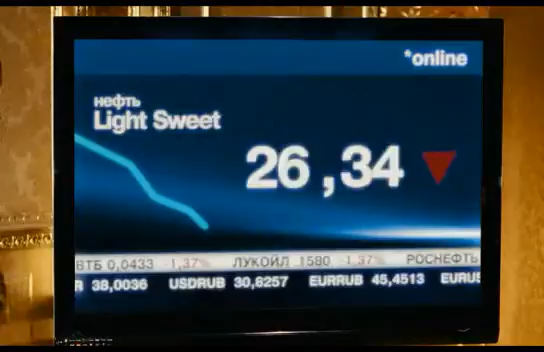 *online
нефть
Light Sweet
26,34
ВТБ 0,0433 1,37% ЛУКОЙЛ 1580 -1,37% РОСНЕФТЬ
R 38,0036 USDRUB 30,6257 EURRUB 45,4513 EURUS